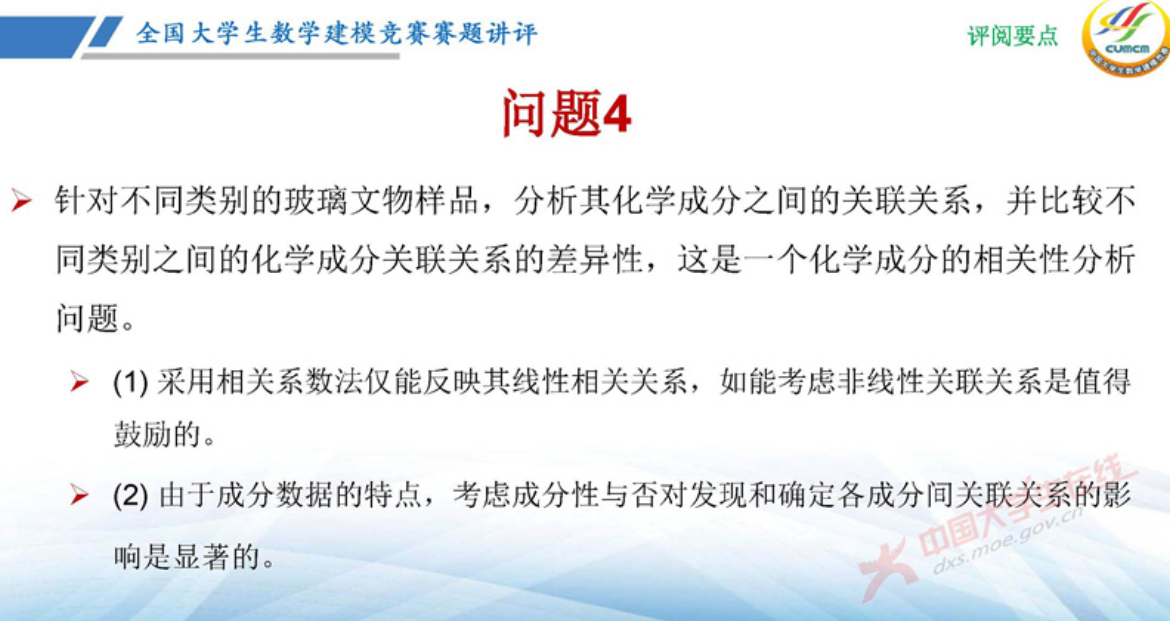 全国大学生数学建模竞赛赛题讲评
评阅要点
CUMCM
问题4
针对不同类别的玻璃文物样品，分析其化学成分之间的关联关系，并比较不
同类别之间的化学成分关联关系的差异性，这是一个化学成分的相关性分析
问题。
(1) 采用相关系数法仅能反映其线性相关关系，如能考虑非线性关联关系是值得
鼓励的。
(2) 由于成分数据的特点，考虑成分性与否对发现和确定各成分间关联关系的影
响是显著的。
中国大学生在线
dxs.moe.gov.cn